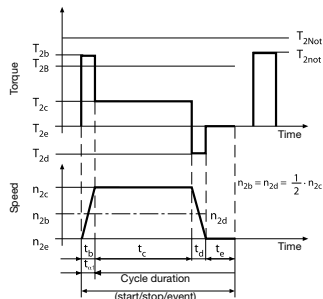 T2Not
T2b
T2not
T2B
Torque
T2c
T2e
Time
T2d
Speed
n2c
n2b = n2d = 1/2 · n2c
n2b
n2d
n2e
Time
tb
tc
td
te
Cycle duration
(start/stop/event)